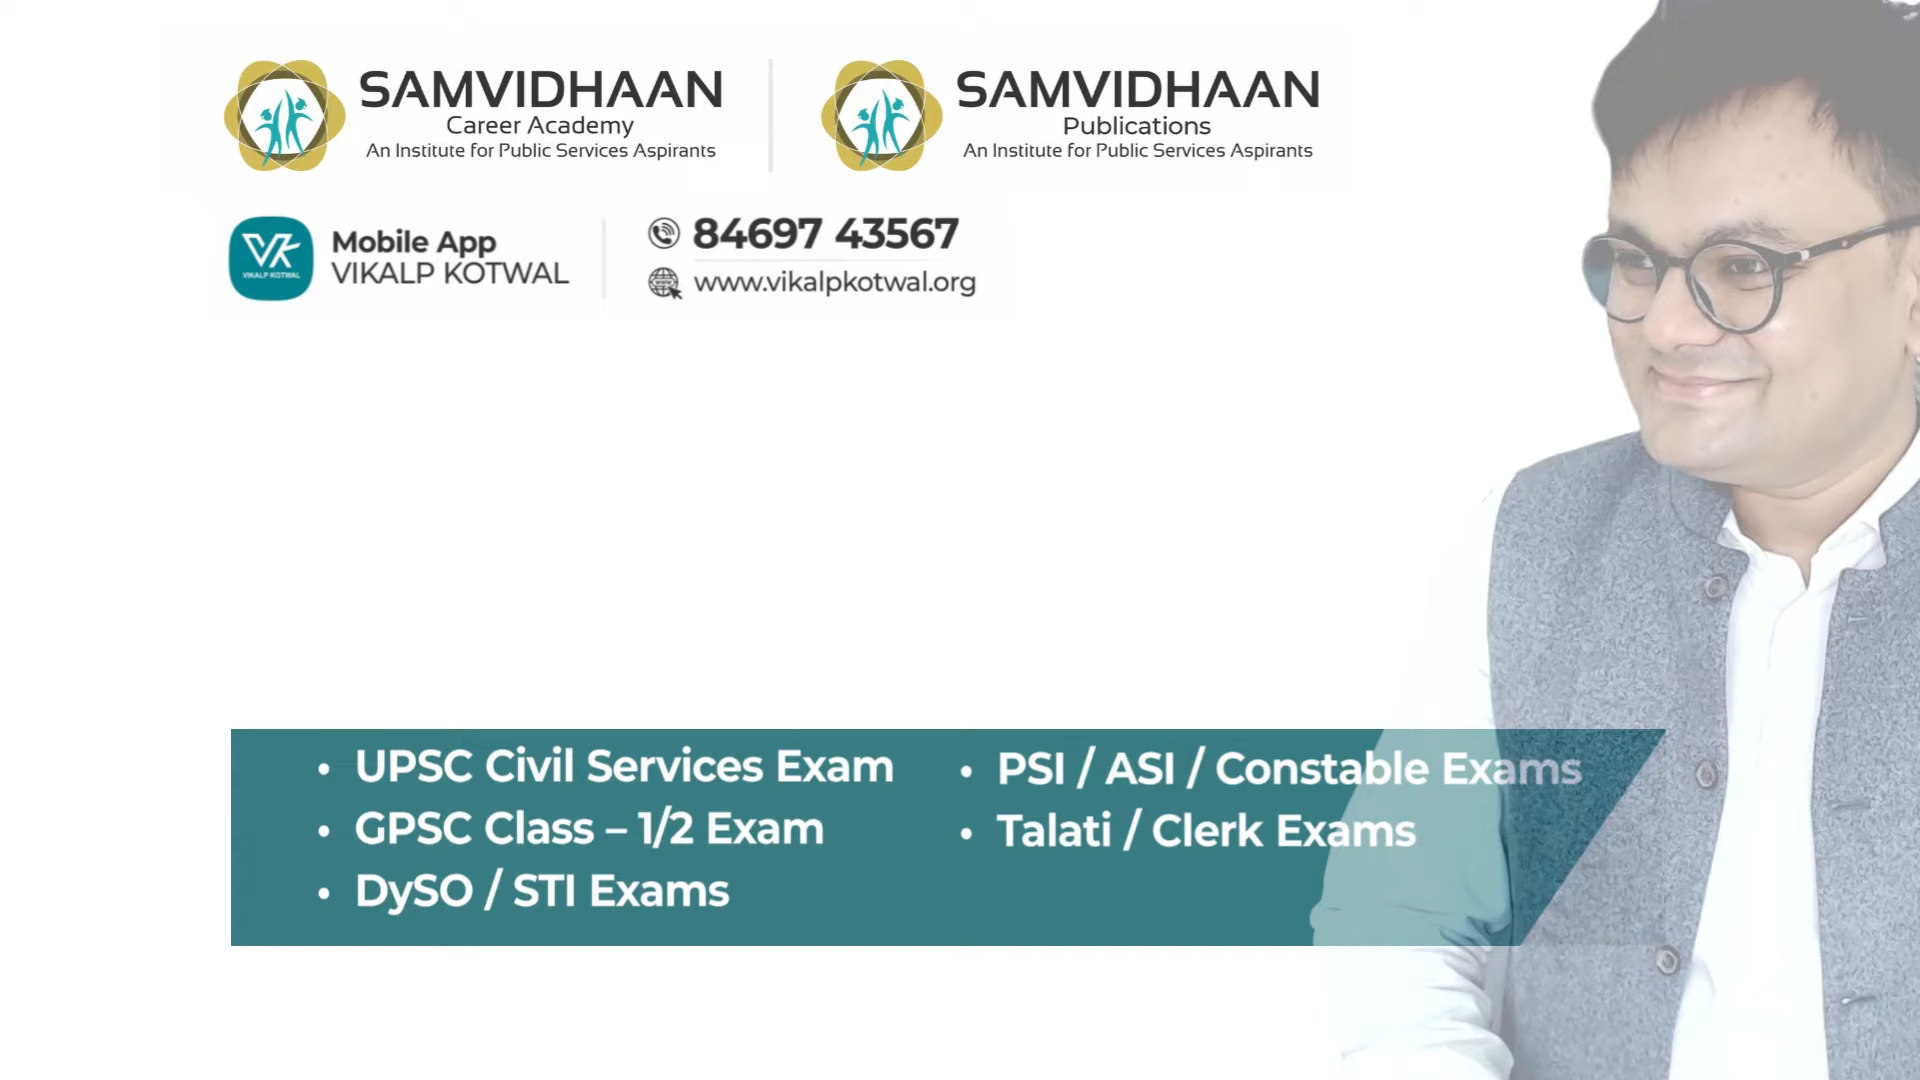 SAMVIDHAAN
Career Academy
An Institute for Public Services Aspirants
SAMVIDHAAN
Publications
An Institute for Public Services Aspirants
VK
VIKALP KOTWAL
Mobile App
VIKALP KOTWAL
84697 43567
www
www.vikalpkotwal.org
• UPSC Civil Services Exam
• GPSC Class – 1/2 Exam
• DySO / STI Exams
• PSI / ASI / Constable Exams
• Talati / Clerk Exams